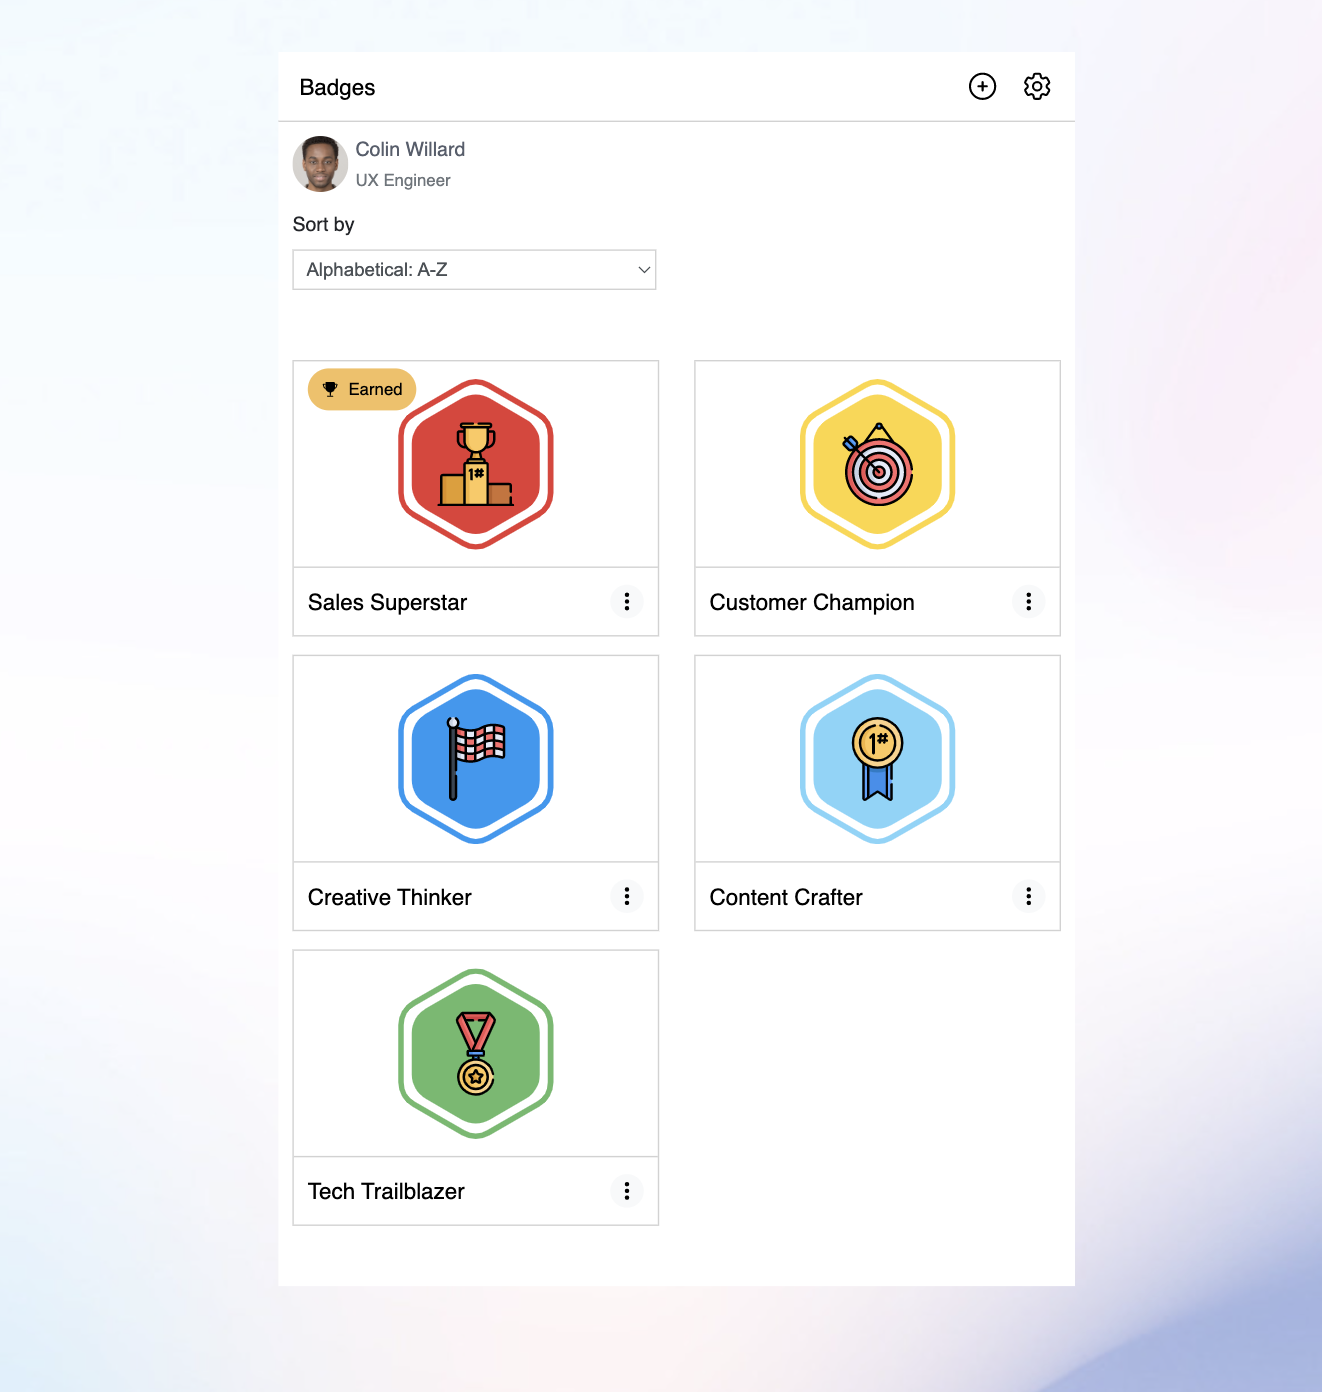 Badges
Colin Willard
UX Engineer
Sort by
Alphabetical: A-Z
Earned
1#
Sales Superstar
Customer Champion
1#
Creative Thinker
Content Crafter
Tech Trailblazer